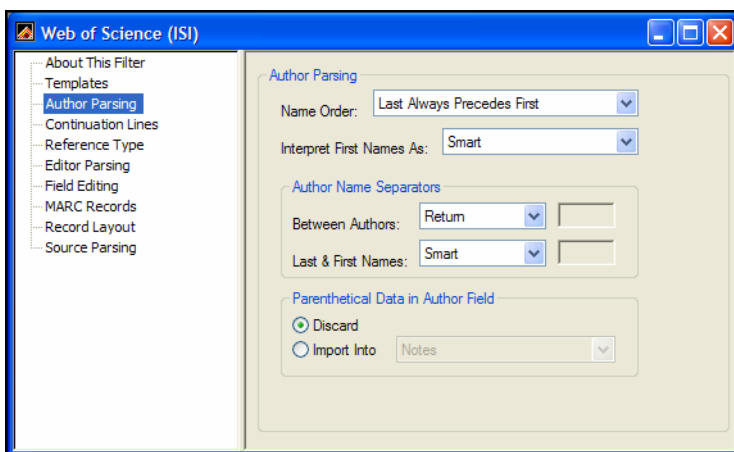 Web of Science (ISI)
About This Filter
Templates
Author Parsing
Continuation Lines
Reference Type
Editor Parsing
Field Editing
MARC Records
Record Layout
Source Parsing
Author Parsing
Name Order: Last Always Precedes First
Interpret First Names As: Smart
Author Name Separators
Between Authors: Return
Last & First Names: Smart
Parenthetical Data in Author Field
Discard
Import Into Notes